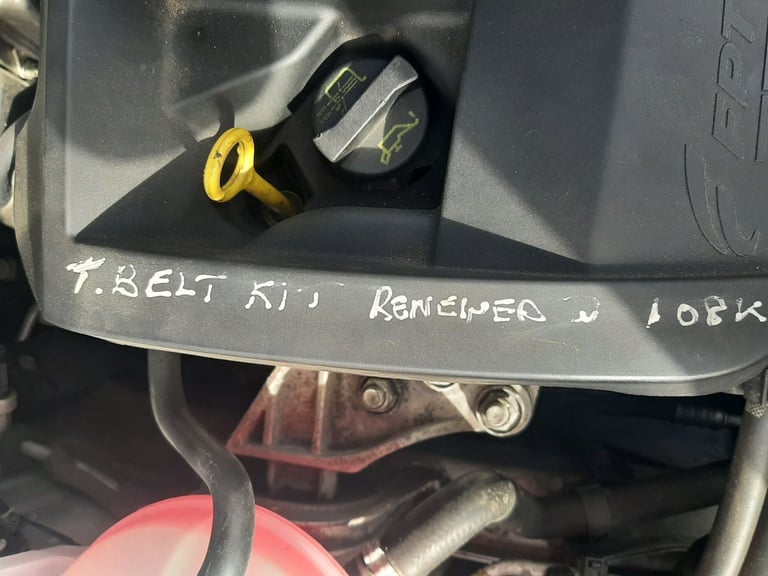 T. BELT KIT RENEWED @ 108K